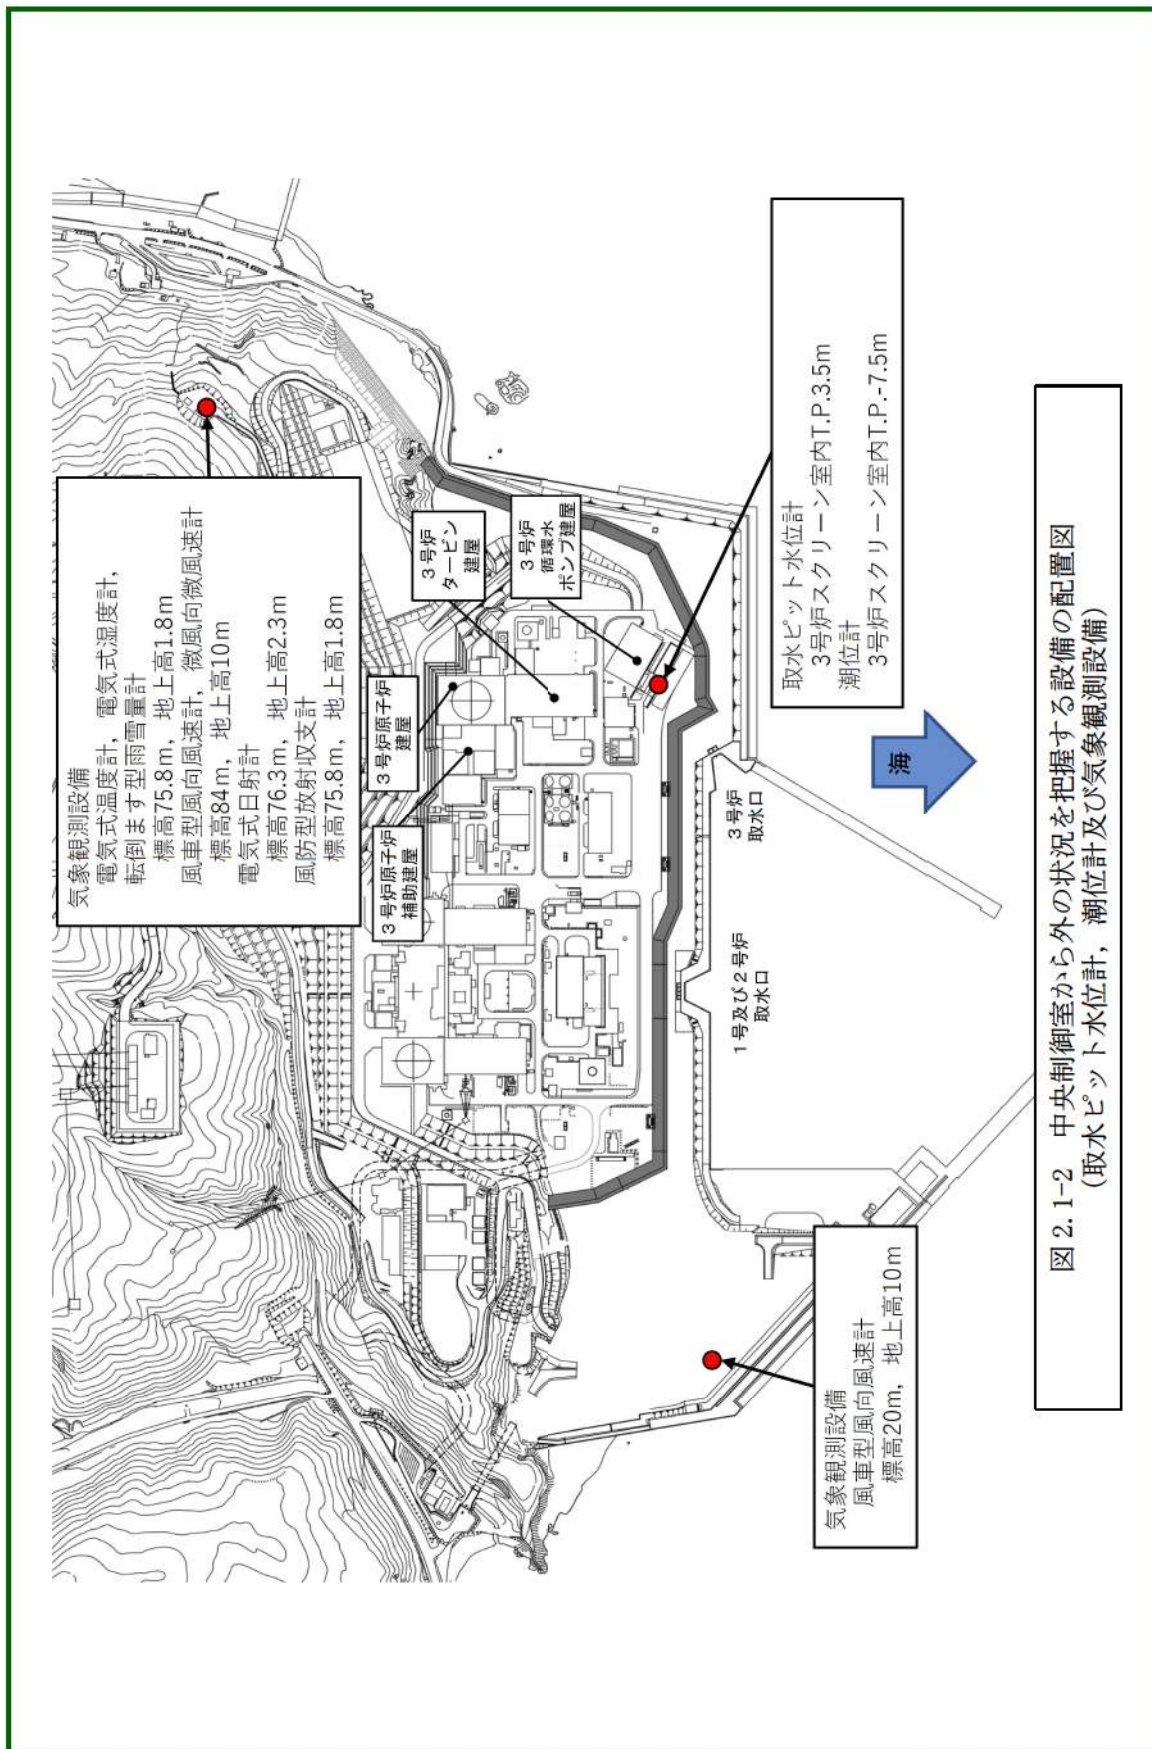 気象観測設備
電気式温度計，電気式湿度計，
転倒ます型雨雪量計
標高75.8m，地上高1.8m
風車型風向風速計，微風向微風速計
標高84m，地上高10m
電気式日射計
標高76.3m，地上高2.3m
風防型放射収支計
標高75.8m，地上高1.8m
3号炉原子炉
補助建屋
3号炉原子炉
建屋
3号炉
タービン
建屋
3号炉
循環水
ポンプ建屋
1号及び2号炉
取水口
3号炉
取水口
取水ピット水位計
3号炉スクリーン室内T.P.3.5m
潮位計
3号炉スクリーン室内T.P.-7.5m
海
気象観測設備
風車型風向風速計
標高20m，地上高10m
図 2.1-2　中央制御室から外の状況を把握する設備の配置図
（取水ピット水位計，潮位計及び気象観測設備）